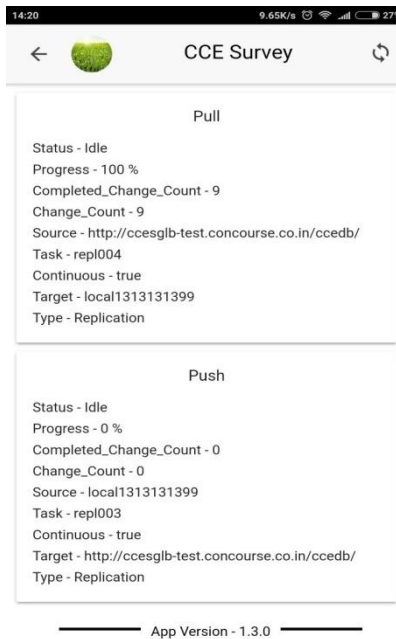 14:20 9.65K/s 27%
CCE Survey
Pull
Status - Idle
Progress - 100 %
Completed_Change_Count - 9
Change_Count - 9
Source - http://ccesglb-test.concourse.co.in/ccedb/
Task - repl004
Continuous - true
Target - local1313131399
Type - Replication
Push
Status - Idle
Progress - 0 %
Completed_Change_Count - 0
Change_Count - 0
Source - local1313131399
Task - repl003
Continuous - true
Target - http://ccesglb-test.concourse.co.in/ccedb/
Type - Replication
App Version - 1.3.0